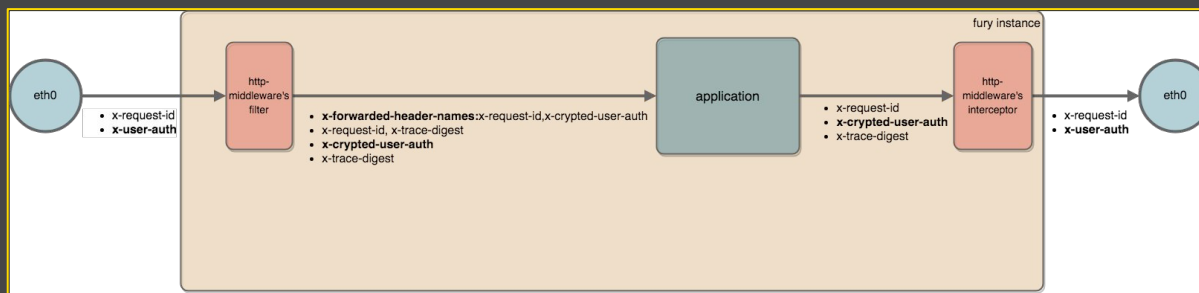 fury instance
eth0
• x-request-id
• x-user-auth
http-
middleware's
filter
• x-forwarded-header-names:x-request-id,x-crypted-user-auth
• x-request-id, x-trace-digest
• x-crypted-user-auth
• x-trace-digest
application
• x-request-id
• x-crypted-user-auth
• x-trace-digest
http-
middleware's
interceptor
• x-request-id
• x-user-auth
eth0